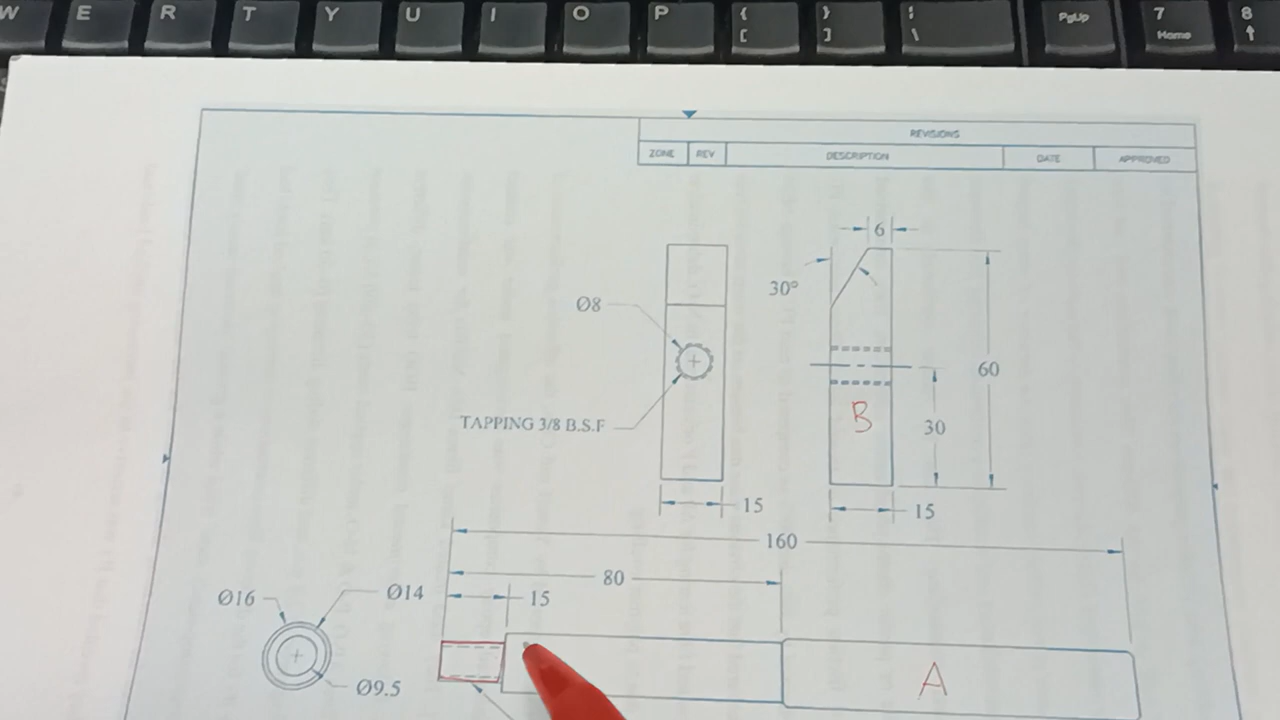 W E R T Y U I O P { [ } ] ¦ \ PgUp 7 Home 8
REVISIONS
ZONE REV DESCRIPTION DATE APPROVED
6
30°
Ø8
60
TAPPING 3/8 B.S.F
B
30
15
15
160
80
15
Ø16
Ø14
Ø9.5
A